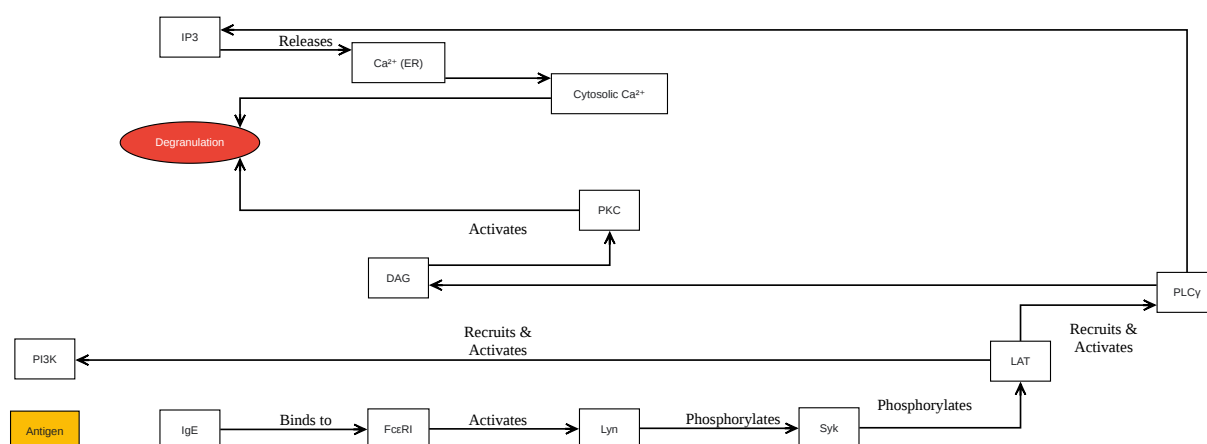 IP3
Releases
Ca²⁺ (ER)
Cytosolic Ca²⁺
Degranulation
PKC
Activates
DAG
PLCγ
Recruits &
Activates
Recruits &
Activates
PI3K
LAT
Antigen
IgE
Binds to
FcεRI
Activates
Lyn
Phosphorylates
Syk
Phosphorylates